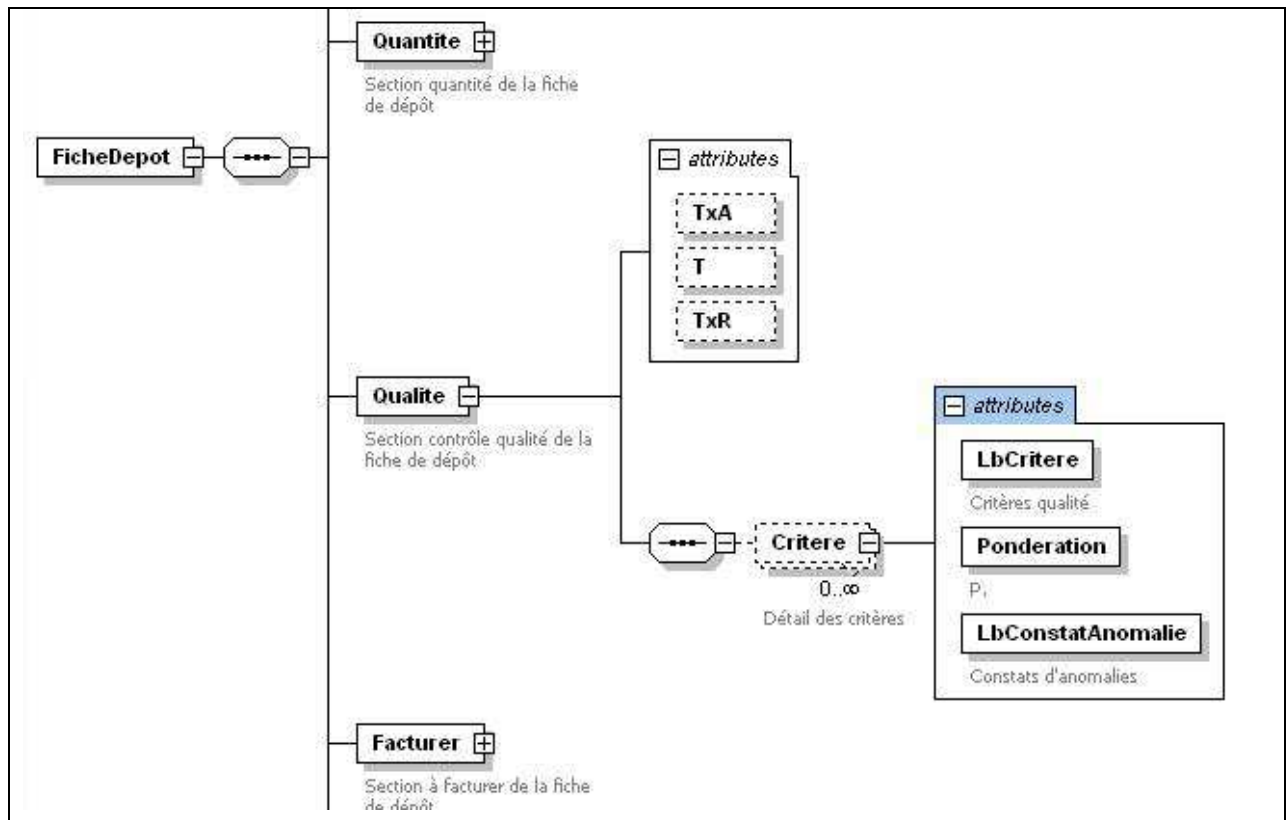 Quantite
Section quantité de la fiche
de dépôt
FicheDepot
attributes
TxA
T
TxR
Qualite
Section contrôle qualité de la
fiche de dépôt
attributes
LbCritere
Critères qualité
Critere
0..∞
Détail des critères
Ponderation
P,
LbConstatAnomalie
Constats d'anomalies
Facturer
Section à facturer de la fiche
de dépôt